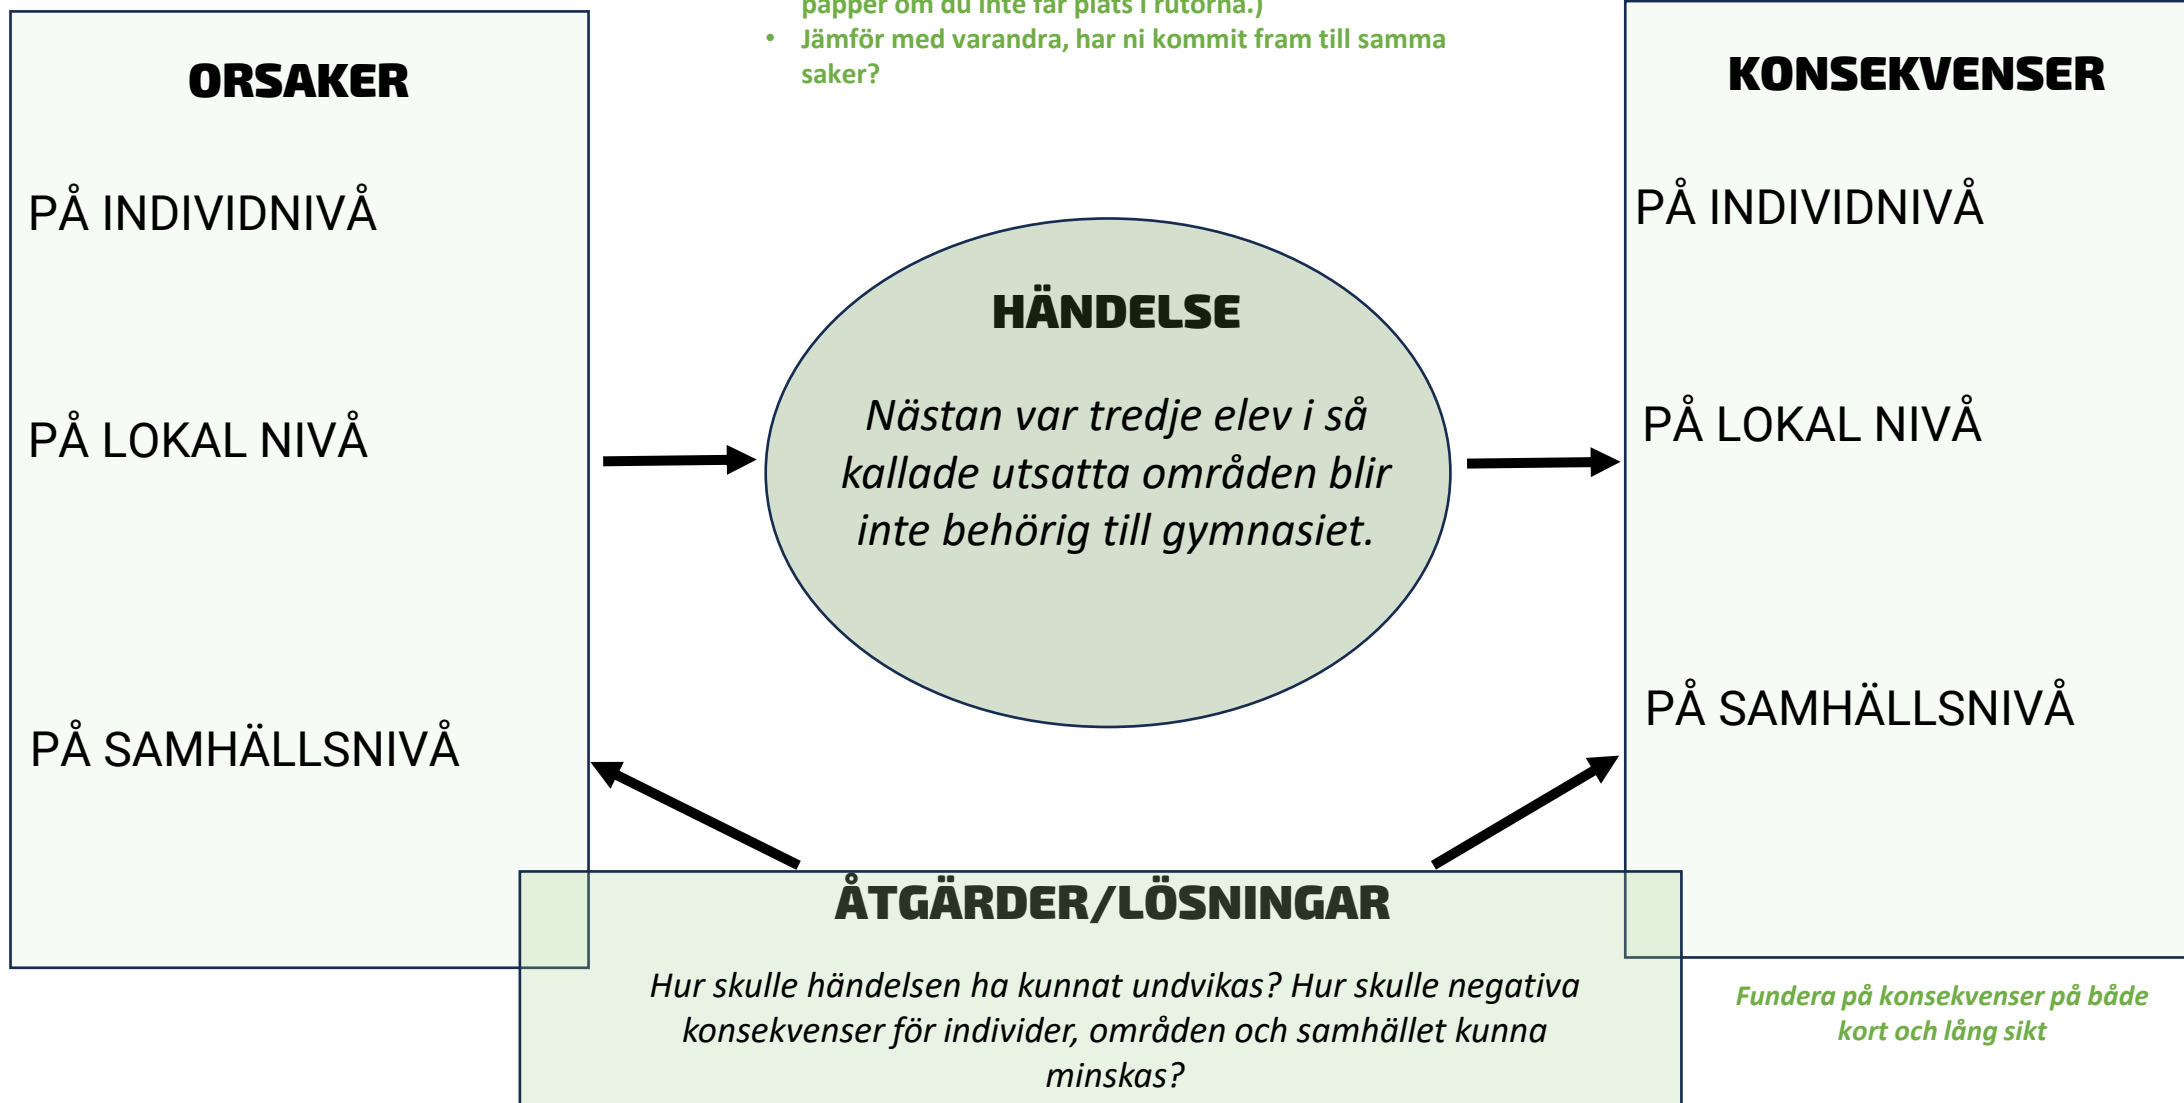 papper om du inte får plats i rutorna.)
• Jämför med varandra, har ni kommit fram till samma
saker?
ORSAKER
PÅ INDIVIDNIVÅ
PÅ LOKAL NIVÅ
PÅ SAMHÄLLSNIVÅ
HÄNDELSE
Nästan var tredje elev i så
kallade utsatta områden blir
inte behörig till gymnasiet.
KONSEKVENSER
PÅ INDIVIDNIVÅ
PÅ LOKAL NIVÅ
PÅ SAMHÄLLSNIVÅ
ÅTGÄRDER/LÖSNINGAR
Hur skulle händelsen ha kunnat undvikas? Hur skulle negativa
konsekvenser för individer, områden och samhället kunna
minskas?
Fundera på konsekvenser på både
kort och lång sikt